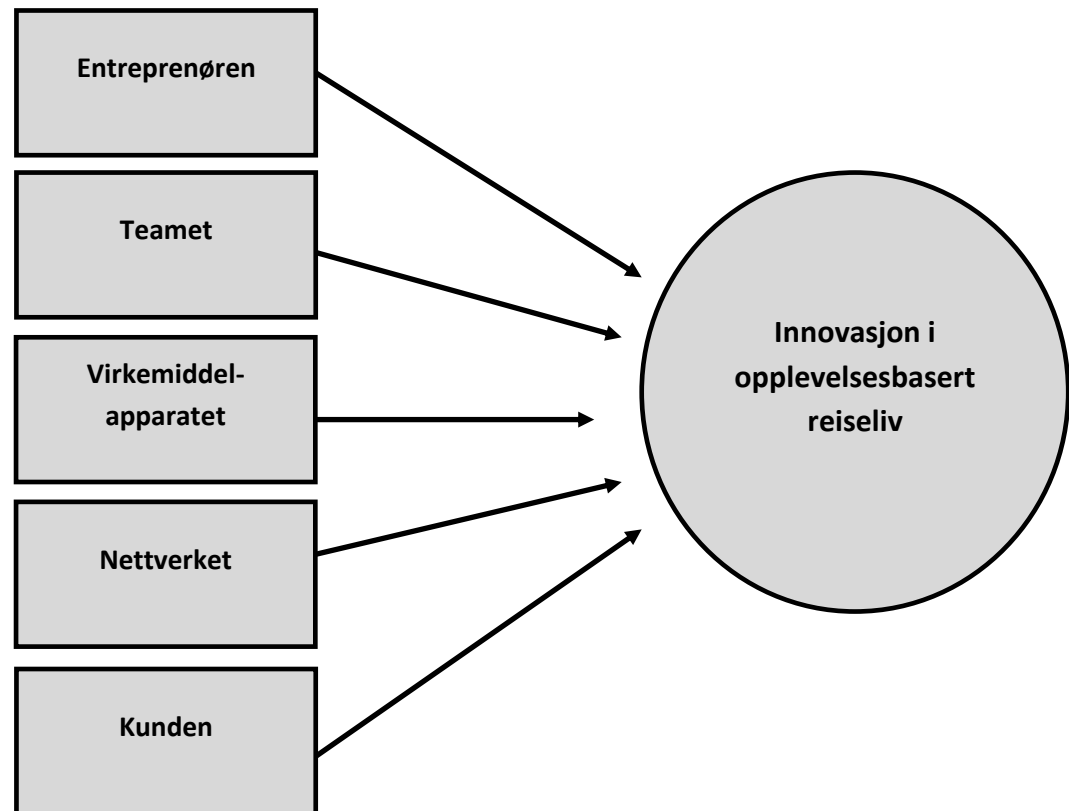 Entreprenøren
Teamet
Virkemiddel-
apparatet
Nettverket
Kunden
Innovasjon i
opplevelsesbasert
reiseliv